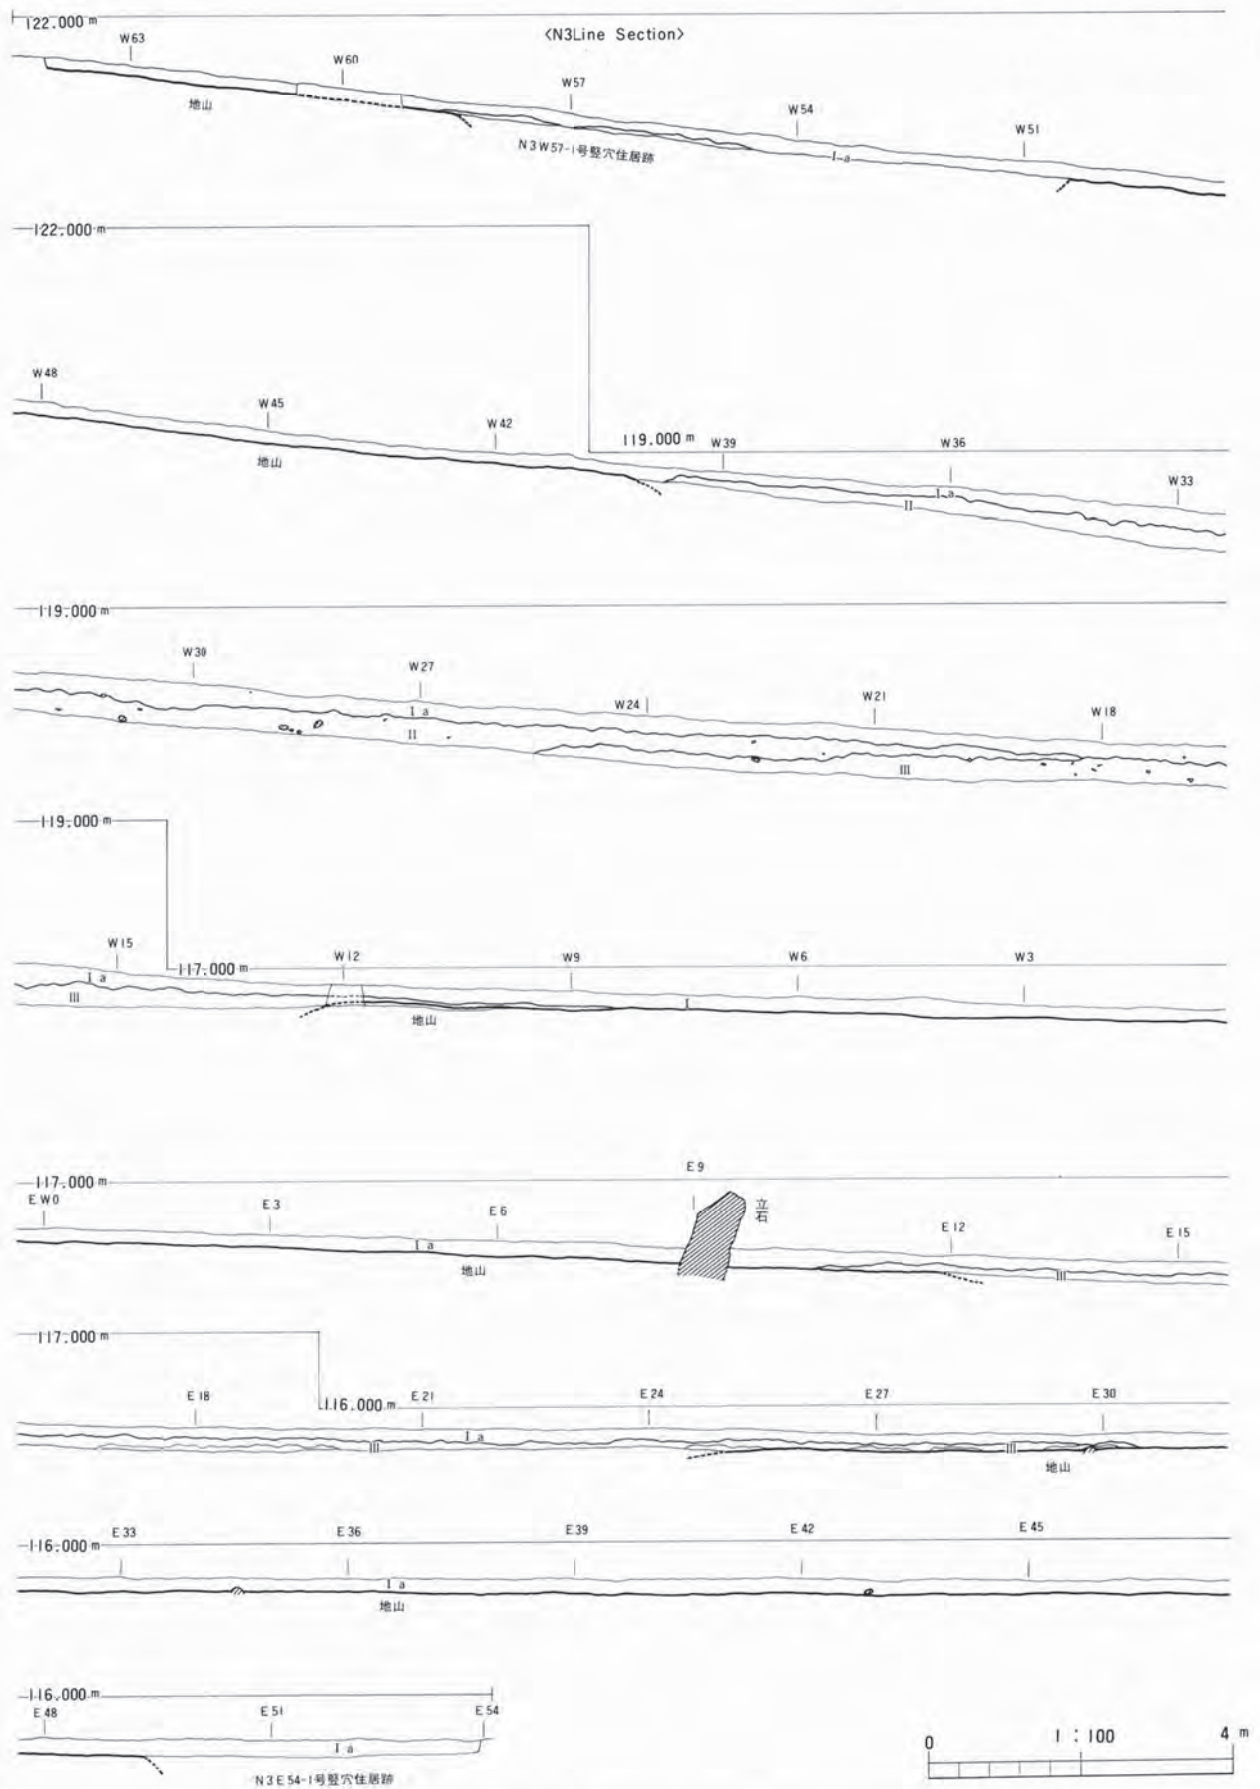 122.000 m
〈N3Line Section〉
W63
W60
W57
W54
W51
地山
N3W57-1号竪穴住居跡
I a
122.000 m
W48
W45
W42
119.000 m
W39
W36
W33
地山
I a
II
119.000 m
W30
W27
W24
W21
W18
I a
II
III
119.000 m
W15
117.000 m
W12
W9
W6
W3
I a
III
I
地山
117.000 m
E9
立石
EW0
E3
E6
E12
E15
I a
地山
III
117.000 m
E18
116.000 m
E21
E24
E27
E30
I a
III
III
地山
E33
E36
E39
E42
E45
116.000 m
I a
地山
116.000 m
E48
E51
E54
I a
N3E54-1号竪穴住居跡
0
1:100
4 m